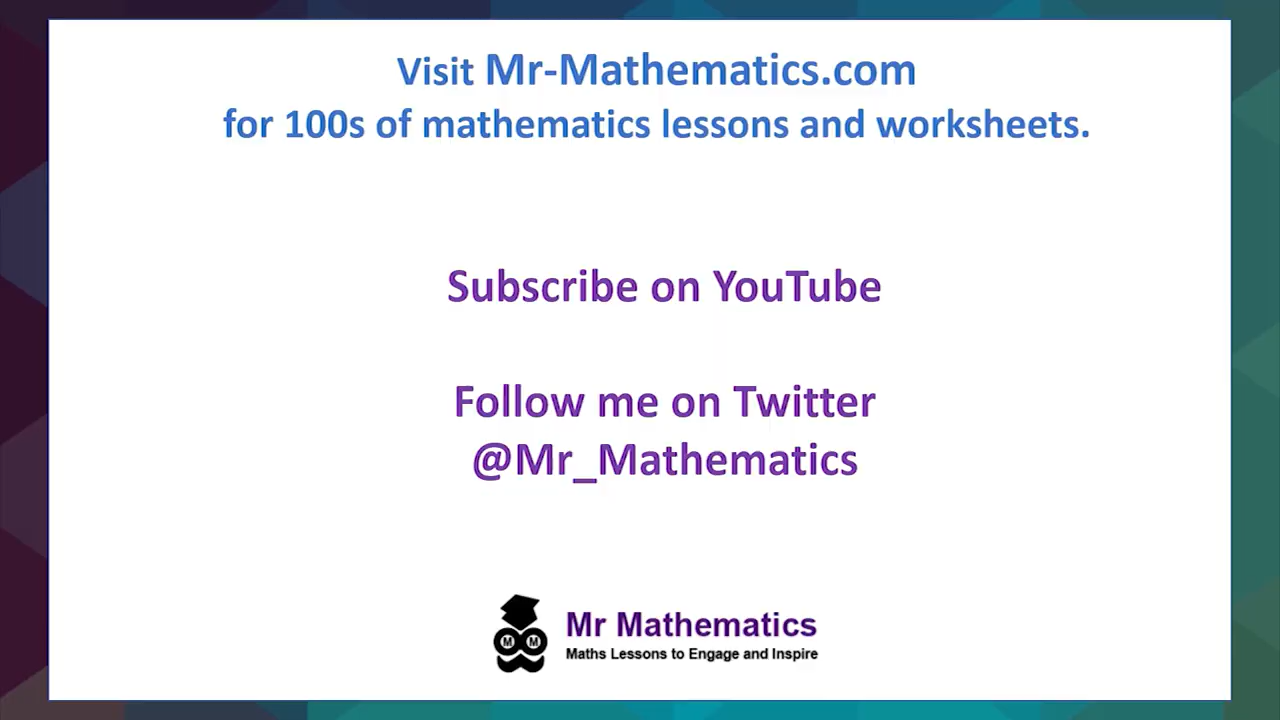 Visit Mr-Mathematics.com
for 100s of mathematics lessons and worksheets.
Subscribe on YouTube
Follow me on Twitter
@Mr_Mathematics
M M
Mr Mathematics
Maths Lessons to Engage and Inspire